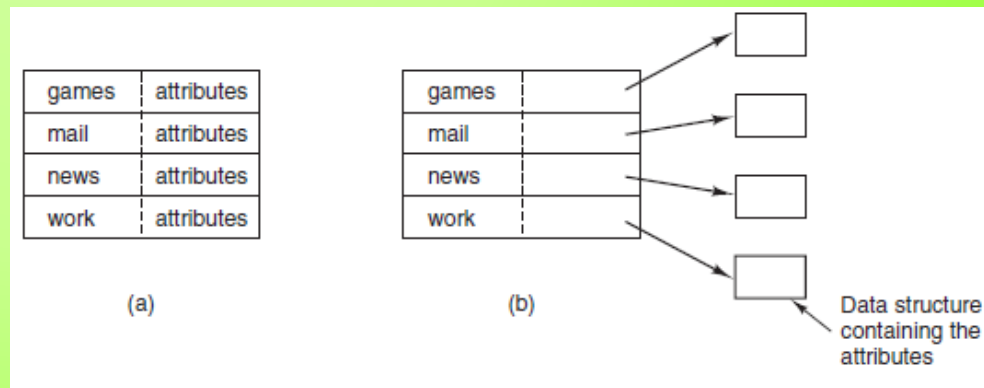 games attributes
mail attributes
news attributes
work attributes
(a)
games
mail
news
work
(b)
Data structure
containing the
attributes